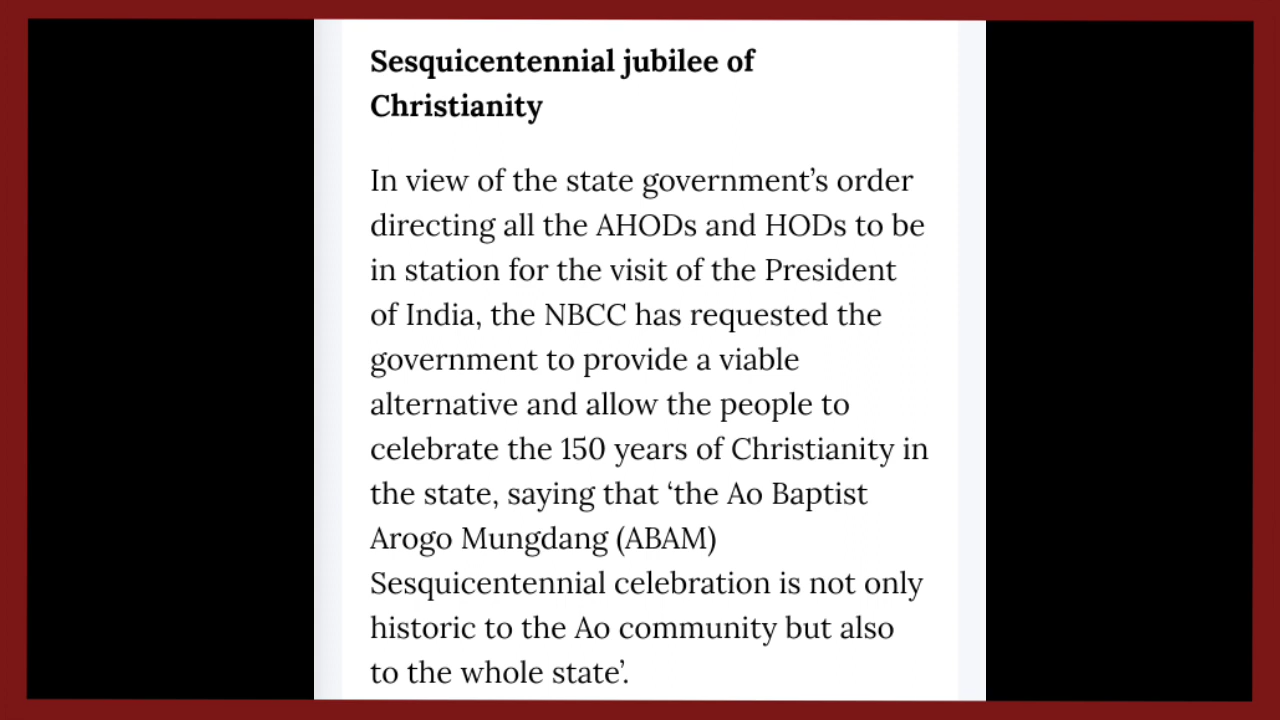 Sesquicentennial jubilee of
Christianity
In view of the state government’s order
directing all the AHODs and HODs to be
in station for the visit of the President
of India, the NBCC has requested the
government to provide a viable
alternative and allow the people to
celebrate the 150 years of Christianity in
the state, saying that ‘the Ao Baptist
Arogo Mungdang (ABAM)
Sesquicentennial celebration is not only
historic to the Ao community but also
to the whole state’.